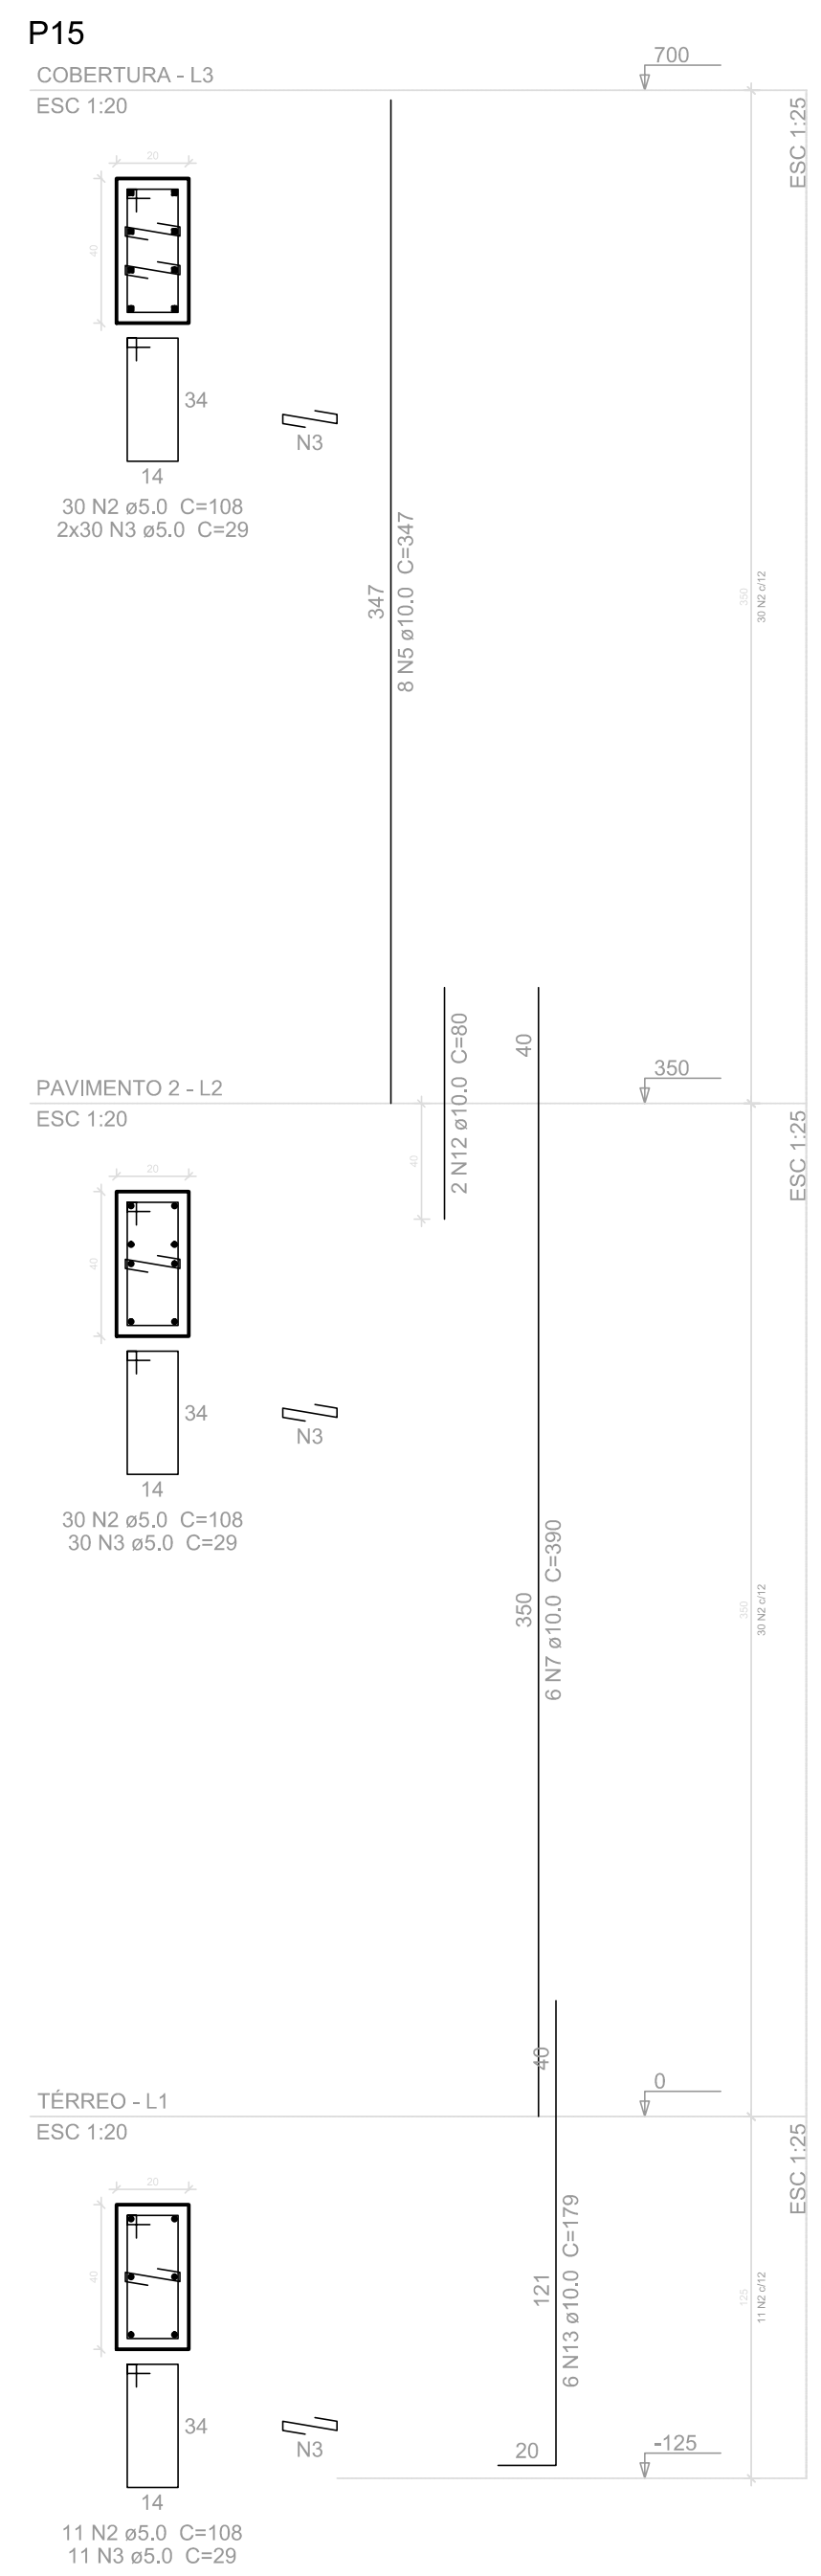 P15
COBERTURA - L3
700
ESC 1:20
ESC 1:25
20
40
34
14
N3
30 N2 ø5.0 C=108
2x30 N3 ø5.0 C=29
347
8 N5 ø10.0 C=347
350
30 N2 c/12
PAVIMENTO 2 - L2
350
ESC 1:20
ESC 1:25
40
2 N12 ø10.0 C=80
40
20
40
34
14
N3
30 N2 ø5.0 C=108
30 N3 ø5.0 C=29
350
6 N7 ø10.0 C=390
350
30 N2 c/12
40
TÉRREO - L1
0
ESC 1:20
ESC 1:25
20
40
34
14
N3
11 N2 ø5.0 C=108
11 N3 ø5.0 C=29
121
6 N13 ø10.0 C=179
20
125
11 N2 c/12
-125